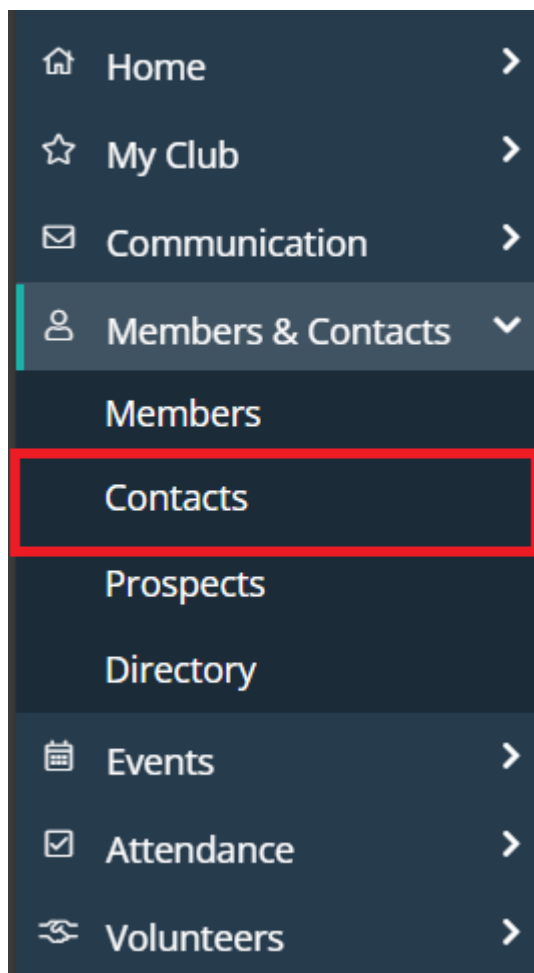 Home
My Club
Communication
Members & Contacts
Members
Contacts
Prospects
Directory
Events
Attendance
Volunteers